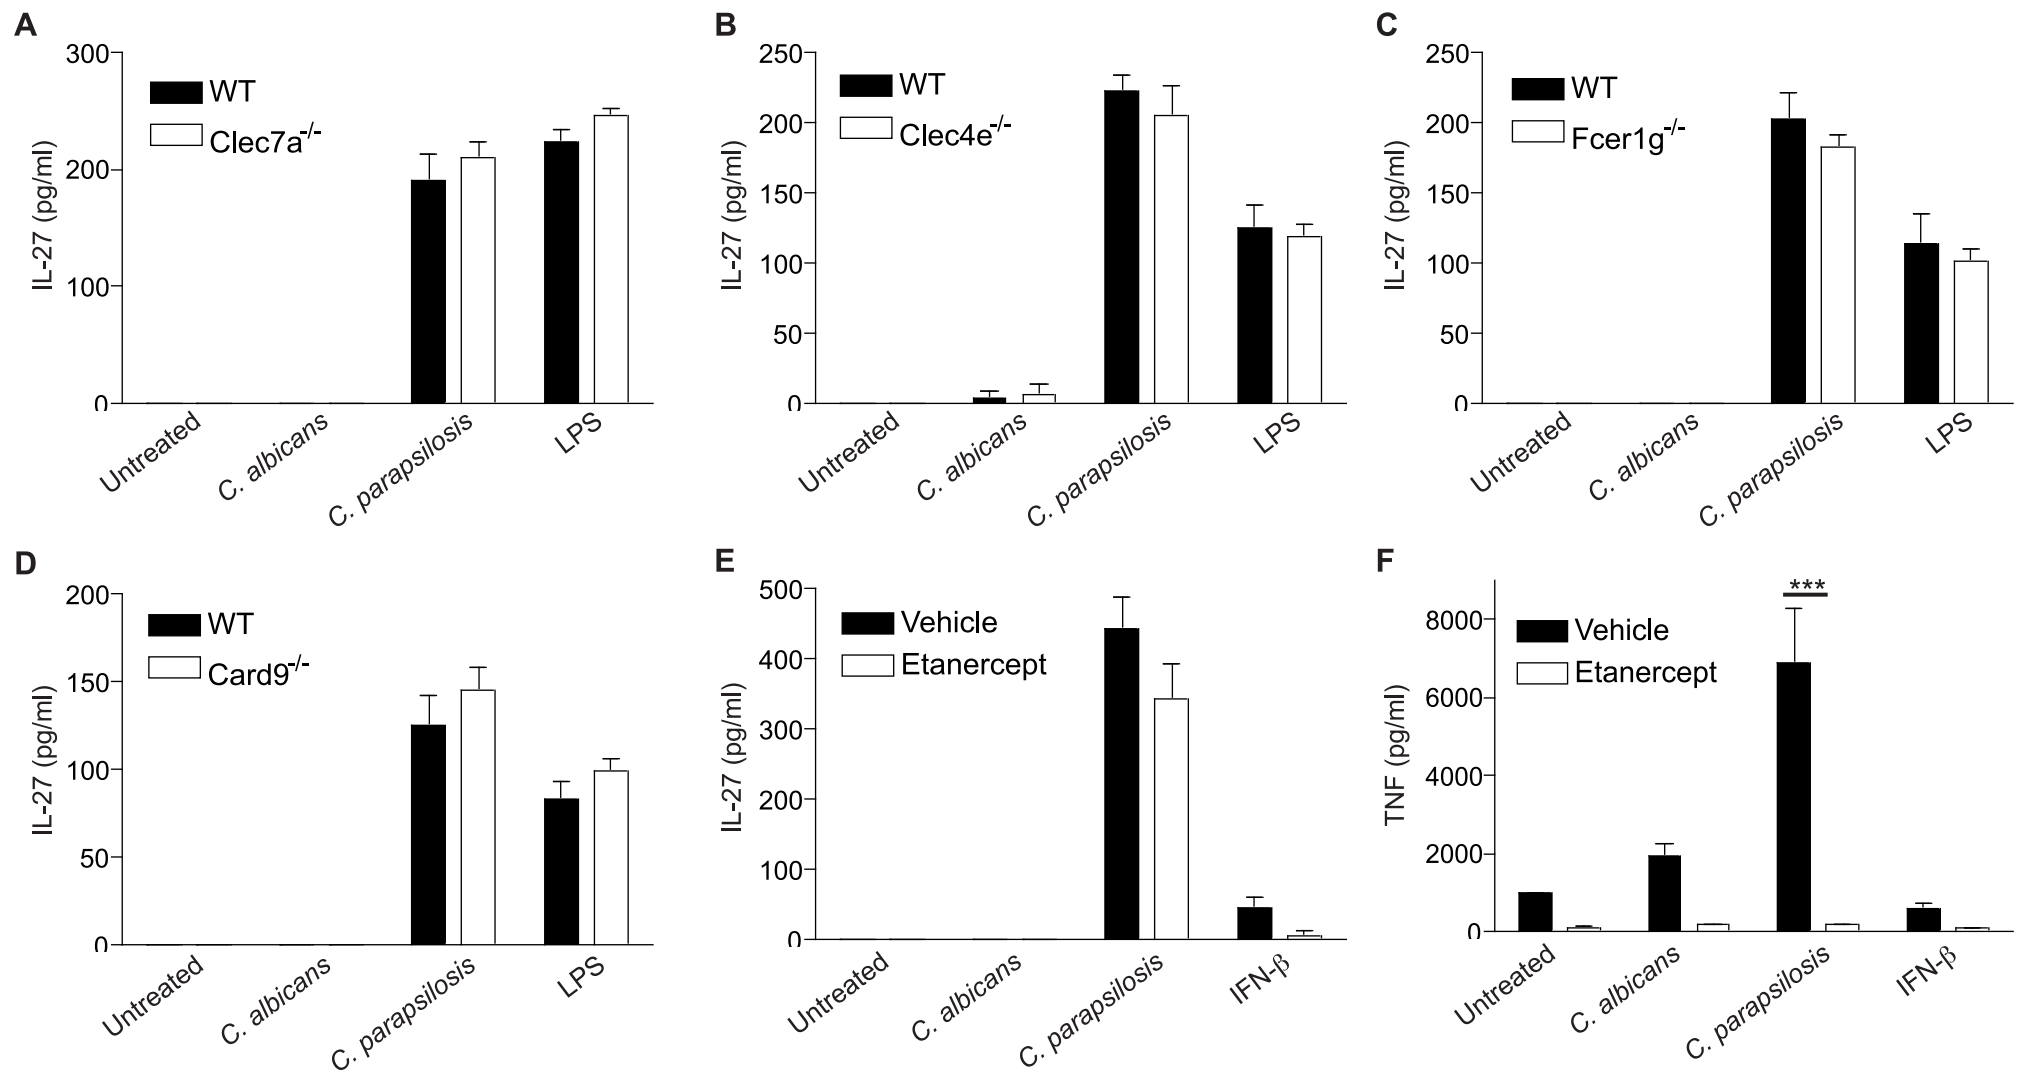 A
IL-27 (pg/ml)
300
200
100
0
WT
Clec7a-/-
Untreated
C. albicans
C. parapsilosis
LPS
B
IL-27 (pg/ml)
250
200
150
100
50
0
WT
Clec4e-/-
Untreated
C. albicans
C. parapsilosis
LPS
C
IL-27 (pg/ml)
250
200
150
100
50
0
WT
Fcer1g-/-
Untreated
C. albicans
C. parapsilosis
LPS
D
IL-27 (pg/ml)
200
150
100
50
0
WT
Card9-/-
Untreated
C. albicans
C. parapsilosis
LPS
E
IL-27 (pg/ml)
500
400
300
200
100
0
Vehicle
Etanercept
Untreated
C. albicans
C. parapsilosis
IFN-β
F
TNF (pg/ml)
8000
6000
4000
2000
0
Vehicle
Etanercept
***
Untreated
C. albicans
C. parapsilosis
IFN-β